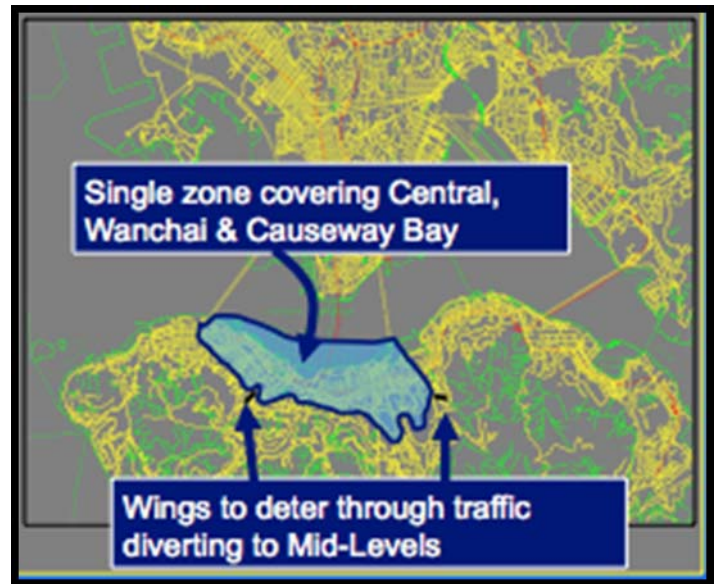 Single zone covering Central,
Wanchai & Causeway Bay
Wings to deter through traffic
diverting to Mid-Levels